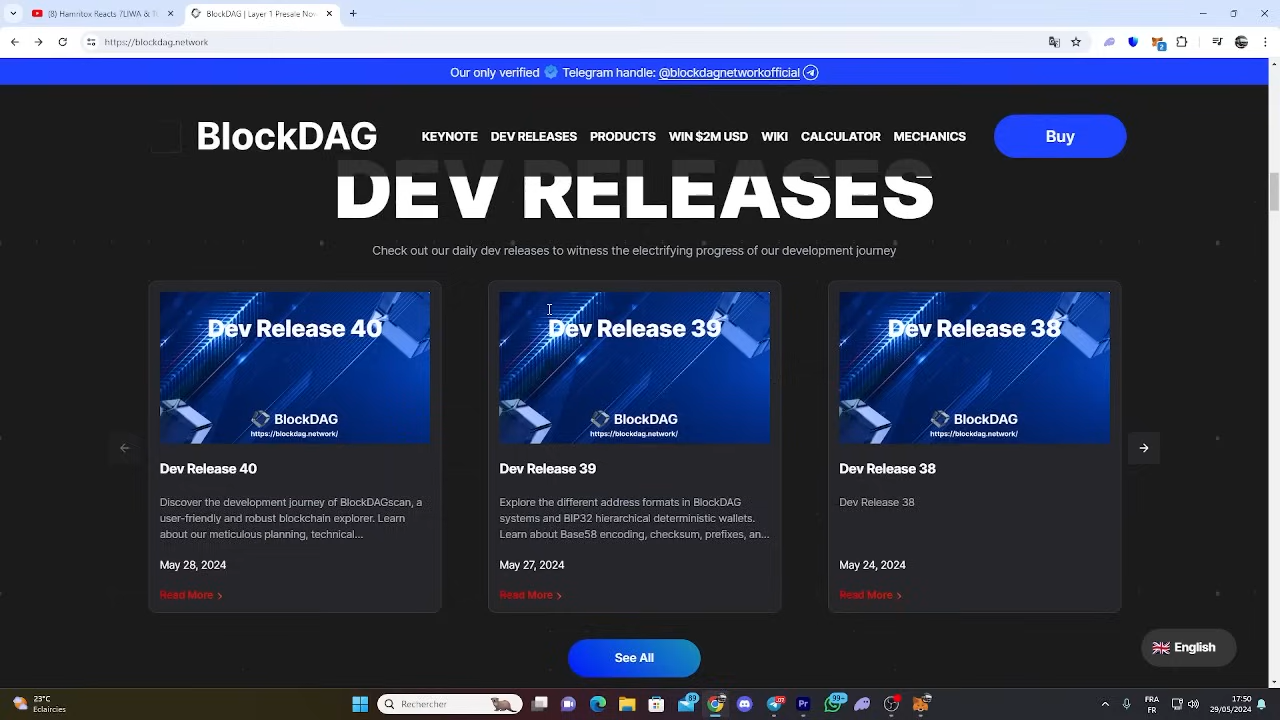 (8) Hamritox Reacts "LIWA & Tu
BlockDAG | Layer 1 Presale Nov
https://blockdag.network
2
Our only verified Telegram handle: @blockdagnetworkofficial
BlockDAG
KEYNOTE DEV RELEASES PRODUCTS WIN $2M USD WIKI CALCULATOR MECHANICS
Buy
DEV RELEASES
Check out our daily dev releases to witness the electrifying progress of our development journey
Dev Release 40
BlockDAG
https://blockdag.network/
Dev Release 40
Discover the development journey of BlockDAGscan, a
user-friendly and robust blockchain explorer. Learn
about our meticulous planning, technical...
May 28, 2024
Read More
Dev Release 39
BlockDAG
https://blockdag.network/
Dev Release 39
Explore the different address formats in BlockDAG
systems and BIP32 hierarchical deterministic wallets.
Learn about Base58 encoding, checksum, prefixes, an...
May 27, 2024
Read More
Dev Release 38
BlockDAG
https://blockdag.network/
Dev Release 38
Dev Release 38
May 24, 2024
Read More
See All
English
23°C
Eclaircies
Rechercher
89
99+
FRA
FR
17:50
29/05/2024